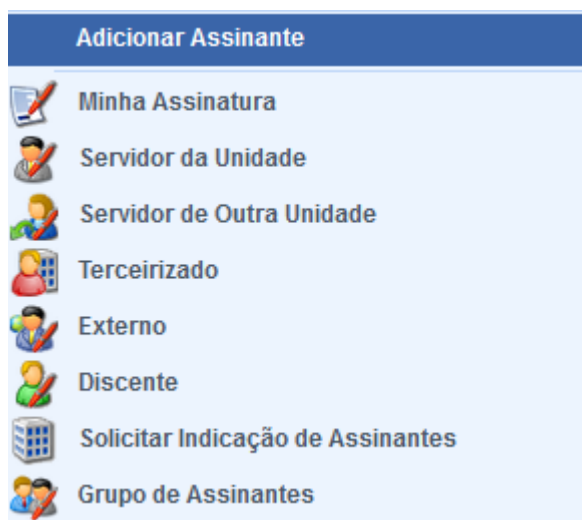 Adicionar Assinante
Minha Assinatura
Servidor da Unidade
Servidor de Outra Unidade
Terceirizado
Externo
Discente
Solicitar Indicação de Assinantes
Grupo de Assinantes